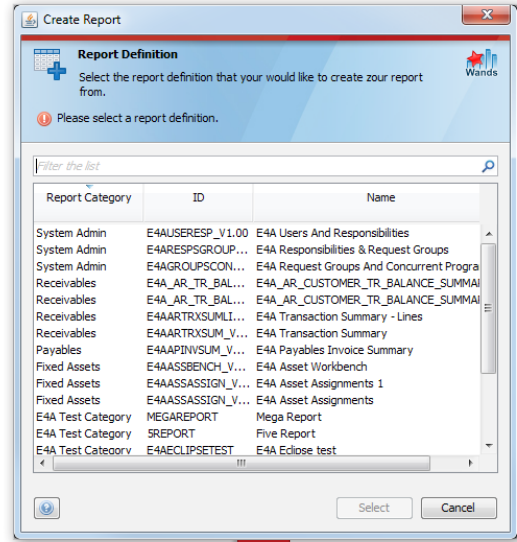 Create Report
Report Definition
Select the report definition that your would like to create zour report
from.
Wands
Please select a report definition.
Filter the list
Report Category ID Name
System Admin E4AUSERESP_V1.00 E4A Users And Responsibilities
System Admin E4ARESPSGROUP... E4A Responsibilities & Request Groups
System Admin E4AGROUPSCON... E4A Request Groups And Concurrent Progra
Receivables E4A_AR_TR_BAL... E4A_AR_CUSTOMER_TR_BALANCE_SUMMAI
Receivables E4A_AR_TR_BAL... E4A_AR_CUSTOMER_TR_BALANCE_SUMMAI
Receivables E4AARTRXSUMLI... E4A Transaction Summary - Lines
Receivables E4AARTRXSUM_V... E4A Transaction Summary
Payables E4AAPINVSUM_V... E4A Payables Invoice Summary
Fixed Assets E4AASSBENCH_V... E4A Asset Workbench
Fixed Assets E4AASSASSIGN_V... E4A Asset Assignments 1
Fixed Assets E4AASSASSIGN_V... E4A Asset Assignments
E4A Test Category MEGAREPORT Mega Report
E4A Test Category 5REPORT Five Report
E4A Test Category E4AECLIPSETEST E4A Eclipse test
Select Cancel